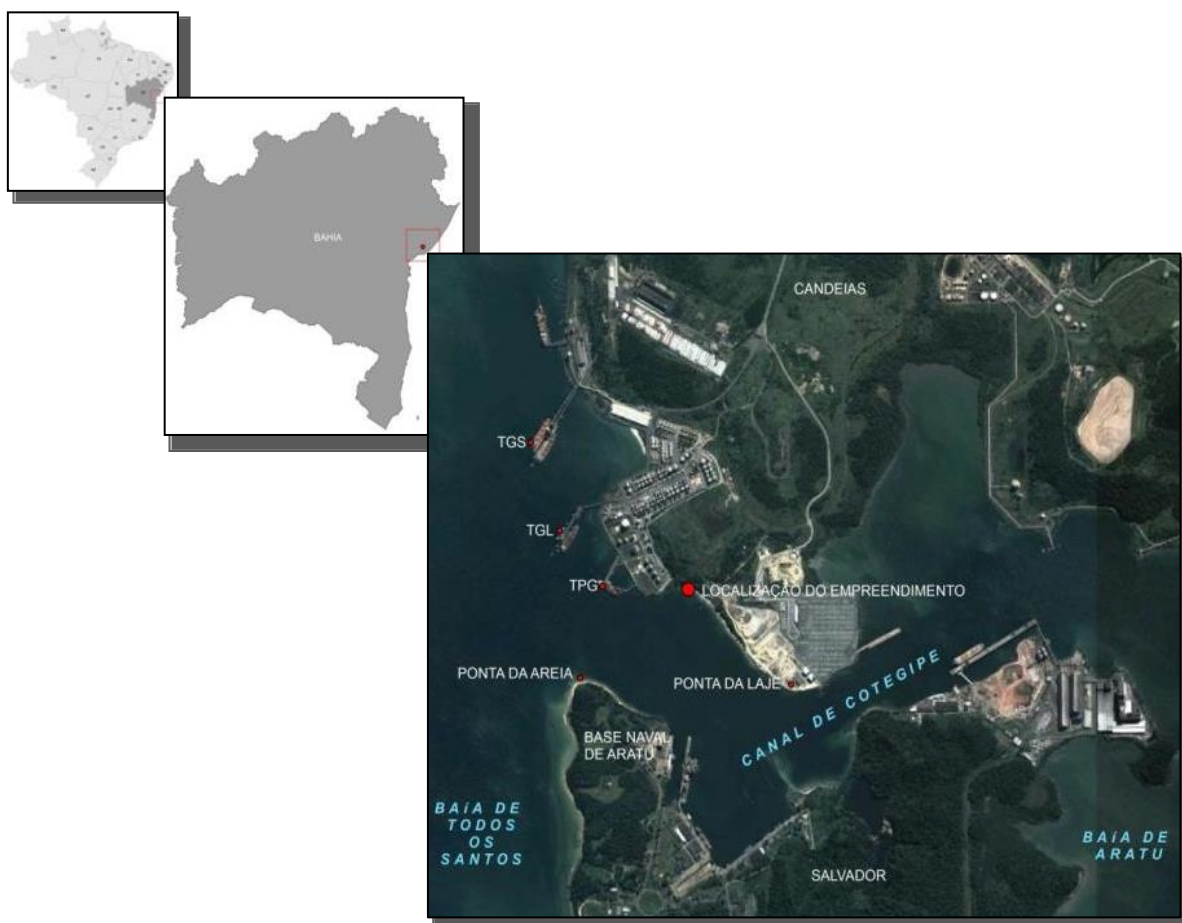 BAHIA
CANDEIAS
TGS
TGL
TPG
LOCALIZAÇÃO DO EMPREENDIMENTO
PONTA DA AREIA
PONTA DA LAJE
CANAL DE COTEGIPE
BASE NAVAL
DE ARATU
BAíA DE
TODOS
OS
SANTOS
BAíA DE
ARATU
SALVADOR